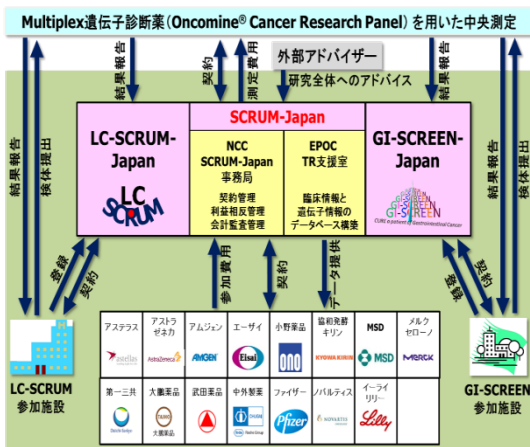 Multiplex遺伝子診断薬（Oncomine® Cancer Research Panel）を用いた中央測定
結果報告
検体提出
結果報告
契約
測定費用
外部アドバイザー
研究全体へのアドバイス
結果報告
結果報告
検体提出
LC-SCRUM-
Japan
LC
SCRUM
SCRUM-Japan
NCC
SCRUM-Japan
事務局
契約管理
利益相反管理
会計監査管理
EPOC
TR支援室
臨床情報と
遺伝子情報の
データベース構築
GI-SCREEN-
Japan
GI-SCREEN
登録
契約
参加費用
契約
データ提供
登録
契約
LC-SCRUM
参加施設
アステラス
アストラ
ゼネカ
アムジェン
エーザイ
小野薬品
協和発酵
キリン
MSD
メルク
セローノ
astellas
AstraZeneca
AMGEN
Eisai
ONO
KYOWA KIRIN
MSD
MERCK
第一三共
大鵬薬品
武田薬品
中外製薬
ファイザー
ノバルティス
イーライ
リリー
Daiichi-Sankyo
TAIHO
大鵬薬品
CHUGAI
Roche Group
Pfizer
NOVARTIS
Lilly
GI-SCREEN
参加施設